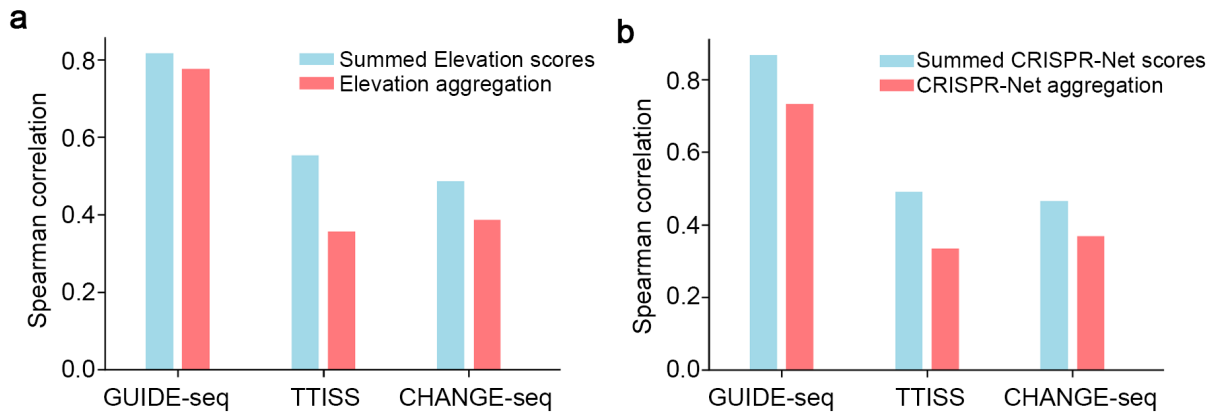 a
Summed Elevation scores
Elevation aggregation
Spearman correlation
0.8
0.6
0.4
0.2
0.0
GUIDE-seq TTISS CHANGE-seq
b
Summed CRISPR-Net scores
CRISPR-Net aggregation
Spearman correlation
0.8
0.6
0.4
0.2
0.0
GUIDE-seq TTISS CHANGE-seq